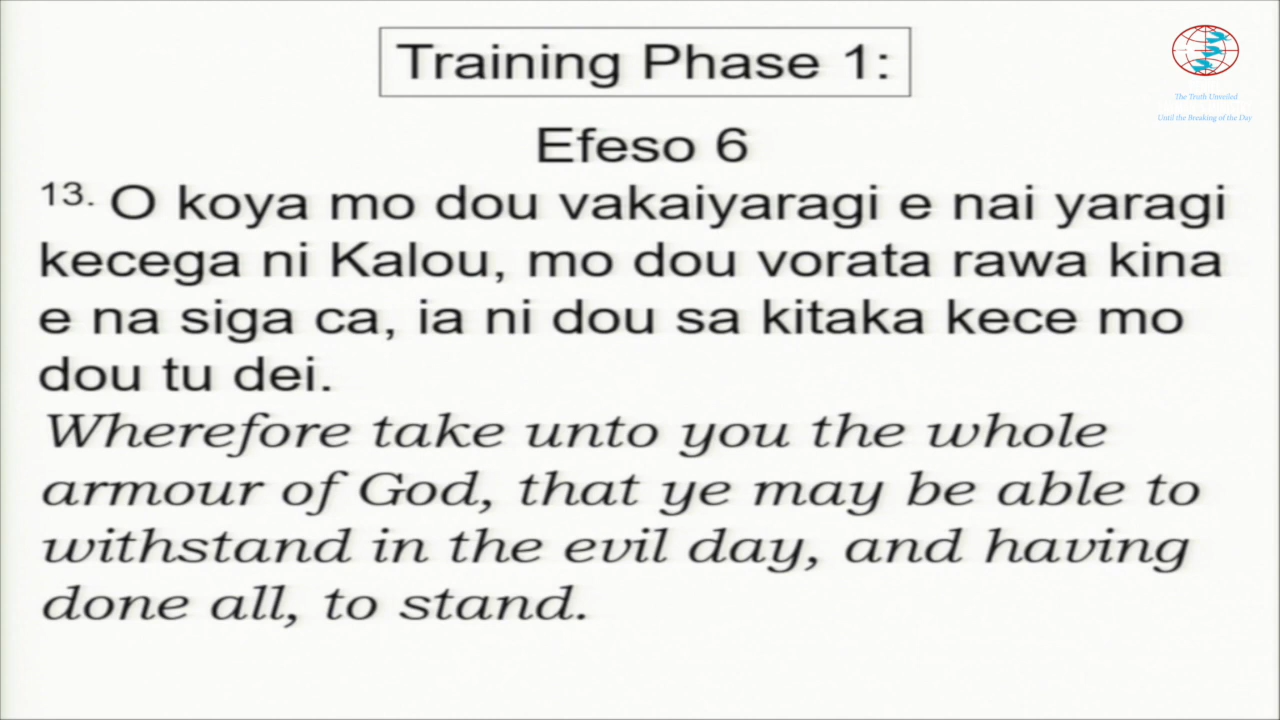 Training Phase 1:
The Truth Unveiled
Until the Breaking of the Day
Efeso 6
13. O koya mo dou vakaiyaragi e nai yaragi
kecega ni Kalou, mo dou vorata rawa kina
e na siga ca, ia ni dou sa kitaka kece mo
dou tu dei.
Wherefore take unto you the whole
armour of God, that ye may be able to
withstand in the evil day, and having
done all, to stand.